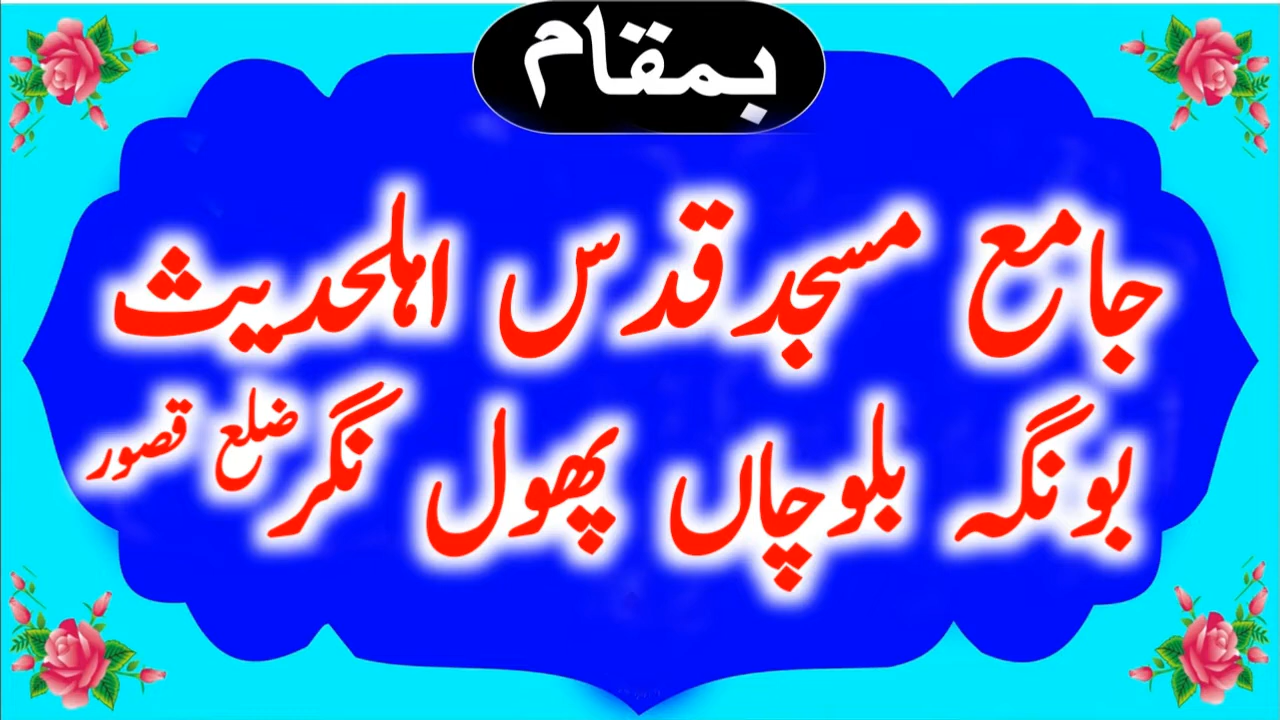 بمقام
جامع مسجد قدس اہلحدیث
بونگہ بلوچاں پھول نگر ضلع قصور